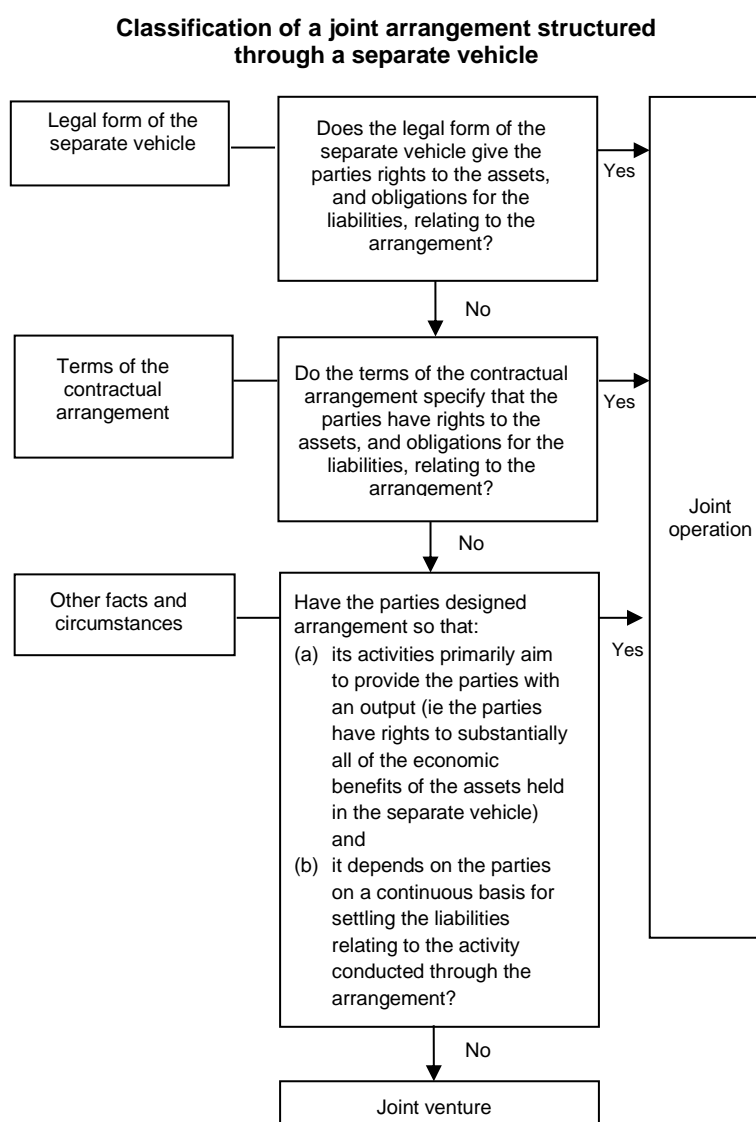 Classification of a joint arrangement structured
through a separate vehicle
Legal form of the
separate vehicle
Does the legal form of the
separate vehicle give the
parties rights to the assets,
and obligations for the
liabilities, relating to the
arrangement?
Yes
No
Terms of the
contractual
arrangement
Do the terms of the contractual
arrangement specify that the
parties have rights to the
assets, and obligations for the
liabilities, relating to the
arrangement?
Yes
Joint
operation
No
Other facts and
circumstances
Have the parties designed
arrangement so that:
(a) its activities primarily aim
to provide the parties with
an output (ie the parties
have rights to substantially
all of the economic
benefits of the assets held
in the separate vehicle)
and
(b) it depends on the parties
on a continuous basis for
settling the liabilities
relating to the activity
conducted through the
arrangement?
Yes
No
Joint venture